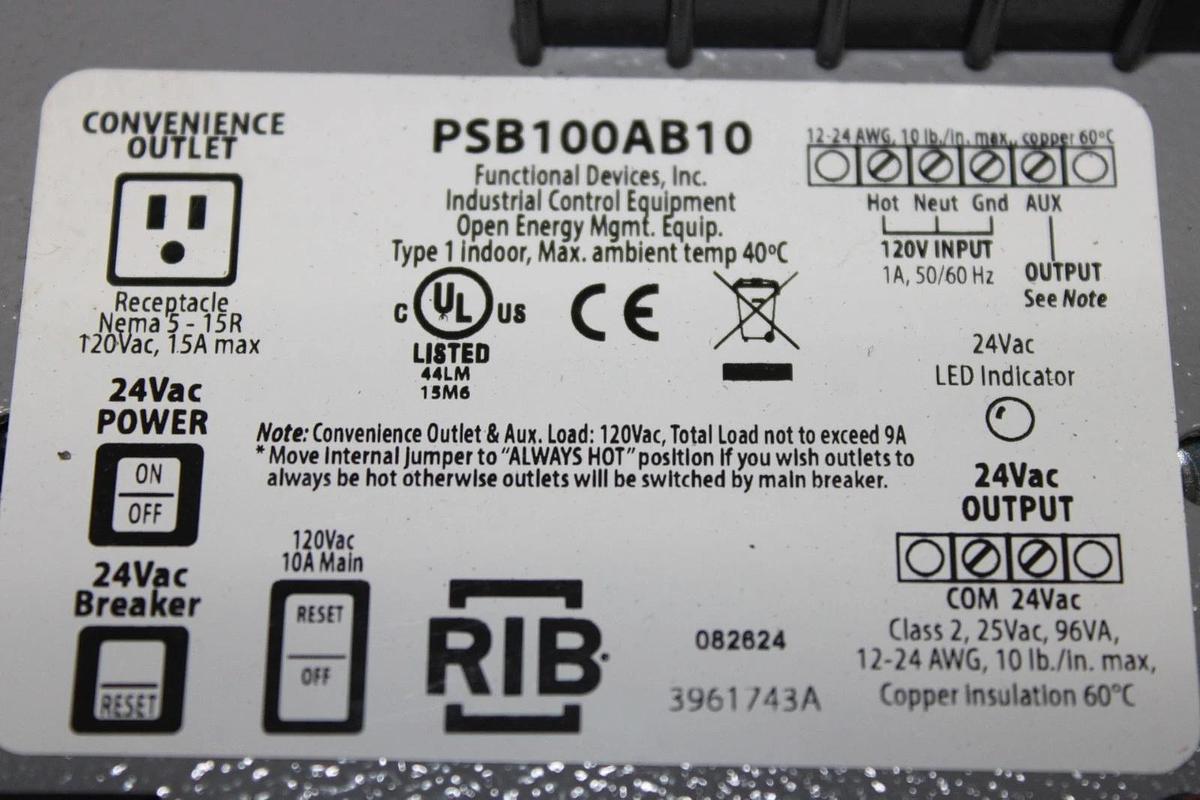 CONVENIENCE
OUTLET
Receptacle
Nema 5 - 15R
120Vac, 15A max
24Vac
POWER
ON
OFF
24Vac
Breaker
RESET
PSB100AB10
Functional Devices, Inc.
Industrial Control Equipment
Open Energy Mgmt. Equip.
Type 1 indoor, Max. ambient temp 40ºC
C UL US
LISTED
44LM
15M6
CE
12-24 AWG, 10 lb./in. max., copper 60ºC
Hot Neut Gnd AUX
120V INPUT
1A, 50/60 Hz
OUTPUT
See Note
24Vac
LED Indicator
Note: Convenience Outlet & Aux. Load: 120Vac, Total Load not to exceed 9A
* Move Internal Jumper to "ALWAYS HOT" position if you wish outlets to
always be hot otherwise outlets will be switched by main breaker.
120Vac
10A Main
RESET
OFF
RIB
082624
3961743A
24Vac
OUTPUT
COM 24Vac
Class 2, 25Vac, 96VA,
12-24 AWG, 10 lb./in. max,
Copper insulation 60ºC